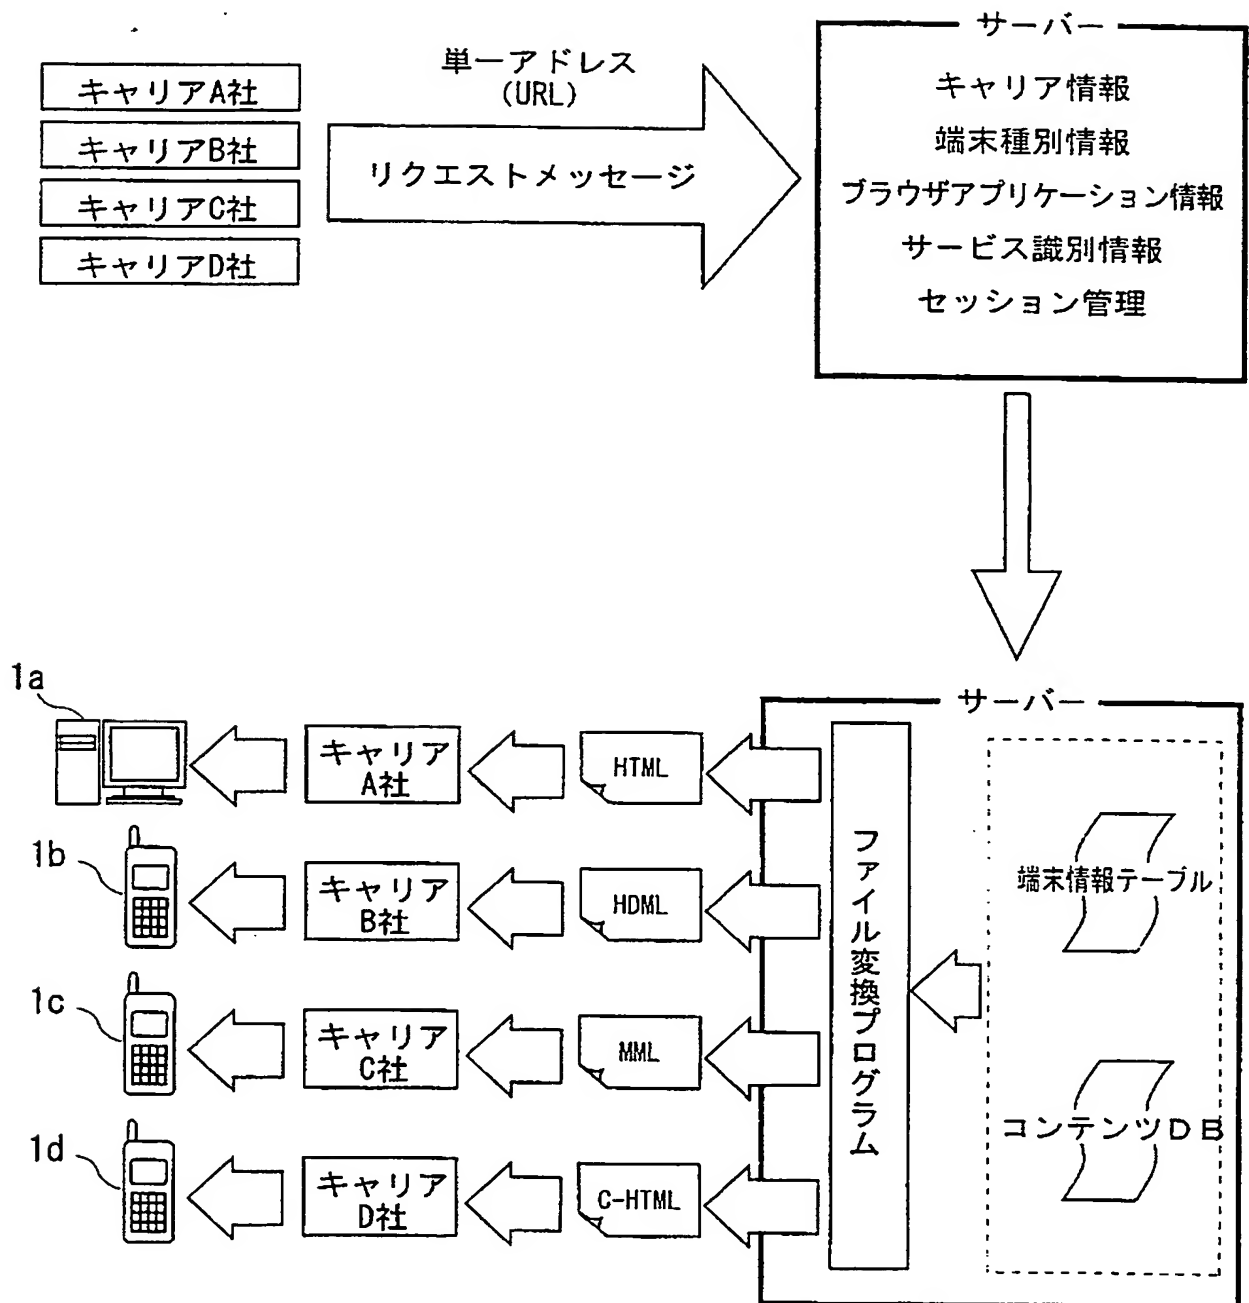 サーバー
単一アドレス
(URL)
キャリアA社
キャリアB社
キャリアC社
キャリアD社
リクエストメッセージ
キャリア情報
端末種別情報
ブラウザアプリケーション情報
サービス識別情報
セッション管理
サーバー
1a
キャリア
A社
HTML
1b
キャリア
B社
HDML
1c
キャリア
C社
MML
1d
キャリア
D社
C-HTML
ファイル変換プログラム
端末情報テーブル
コンテンツDB